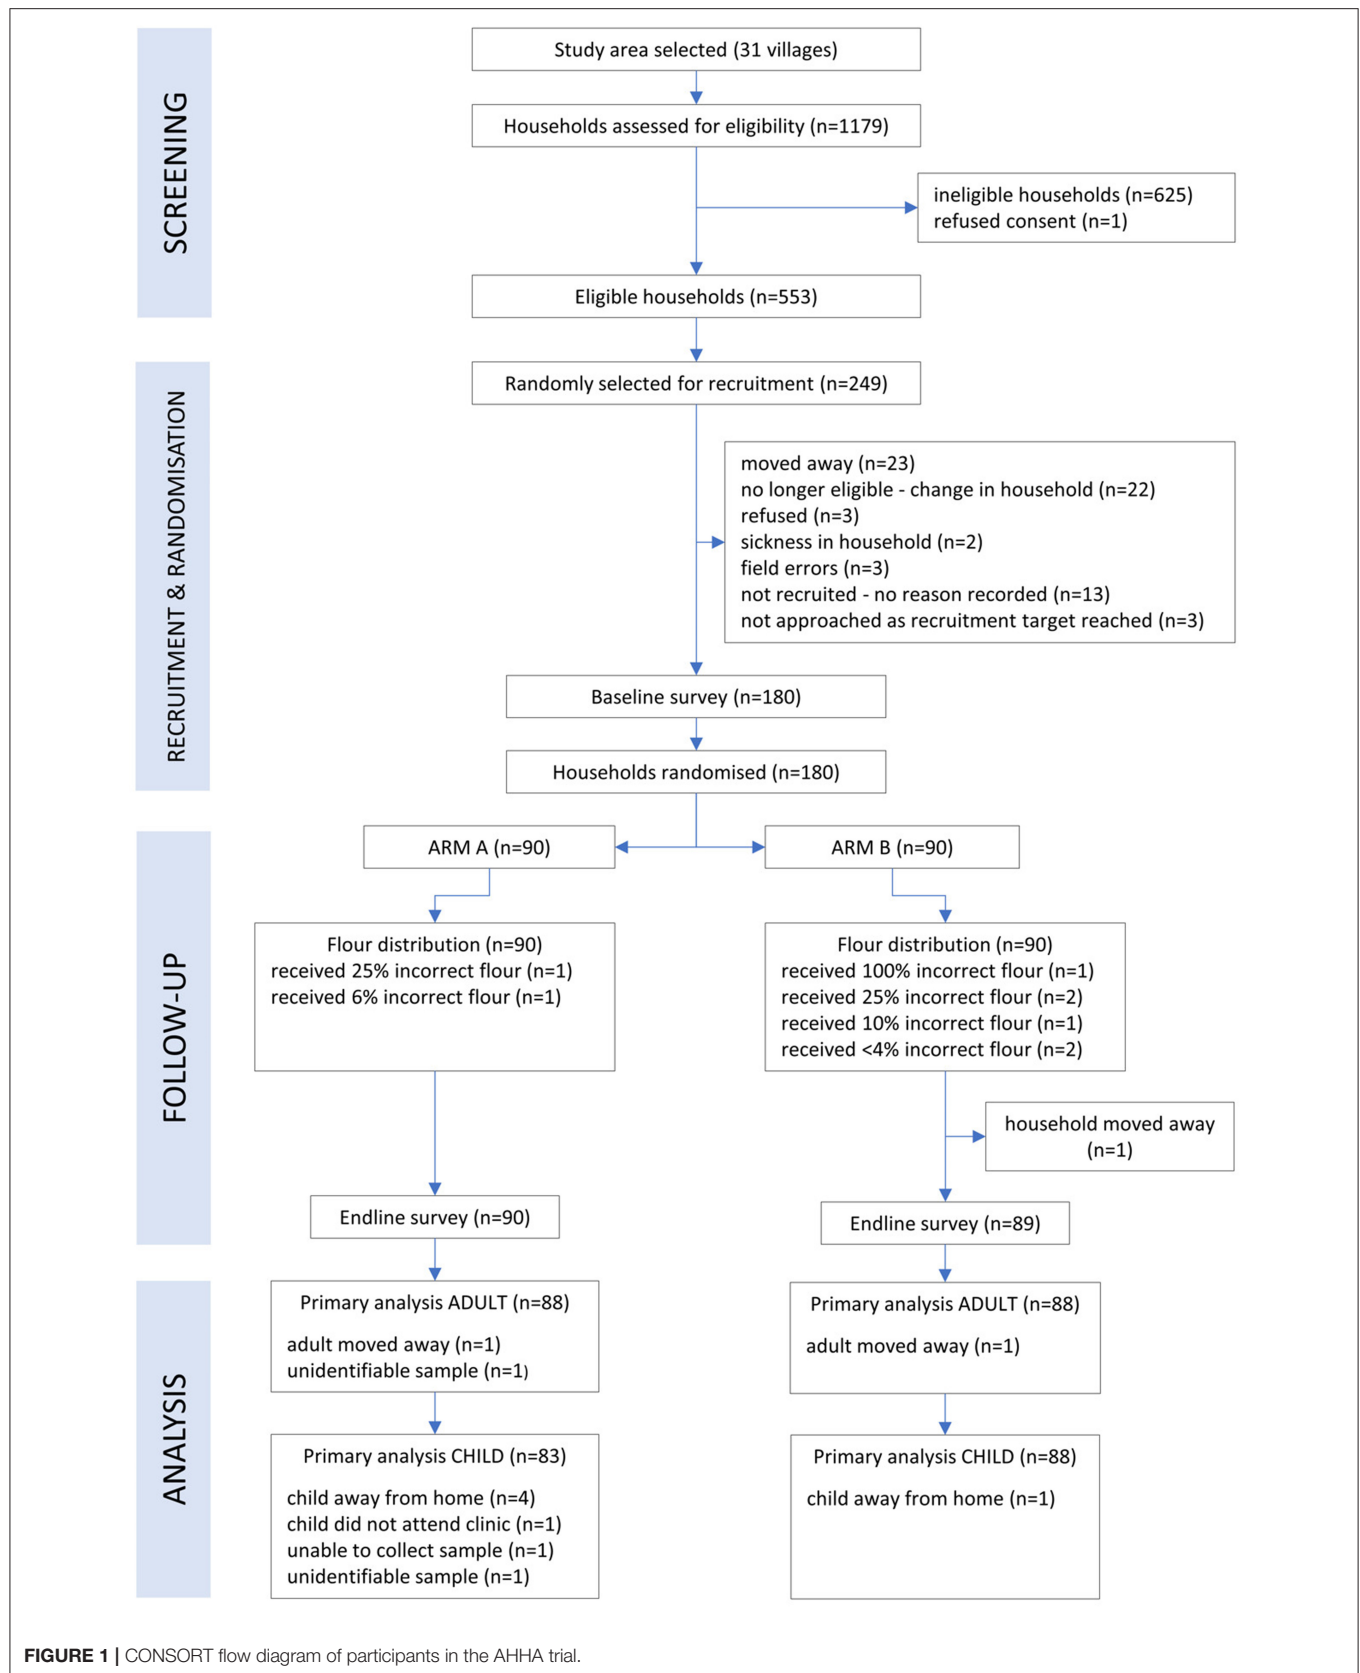 SCREENING
Study area selected (31 villages)
Households assessed for eligibility (n=1179)
ineligible households (n=625)
refused consent (n=1)
Eligible households (n=553)
RECRUITMENT & RANDOMISATION
Randomly selected for recruitment (n=249)
moved away (n=23)
no longer eligible - change in household (n=22)
refused (n=3)
sickness in household (n=2)
field errors (n=3)
not recruited - no reason recorded (n=13)
not approached as recruitment target reached (n=3)
Baseline survey (n=180)
Households randomised (n=180)
FOLLOW-UP
ARM A (n=90)
ARM B (n=90)
Flour distribution (n=90)
received 25% incorrect flour (n=1)
received 6% incorrect flour (n=1)
Flour distribution (n=90)
received 100% incorrect flour (n=1)
received 25% incorrect flour (n=2)
received 10% incorrect flour (n=1)
received <4% incorrect flour (n=2)
household moved away
(n=1)
Endline survey (n=90)
Endline survey (n=89)
ANALYSIS
Primary analysis ADULT (n=88)
adult moved away (n=1)
unidentifiable sample (n=1)
Primary analysis ADULT (n=88)
adult moved away (n=1)
Primary analysis CHILD (n=83)
child away from home (n=4)
child did not attend clinic (n=1)
unable to collect sample (n=1)
unidentifiable sample (n=1)
Primary analysis CHILD (n=88)
child away from home (n=1)
FIGURE 1 | CONSORT flow diagram of participants in the AHHA trial.